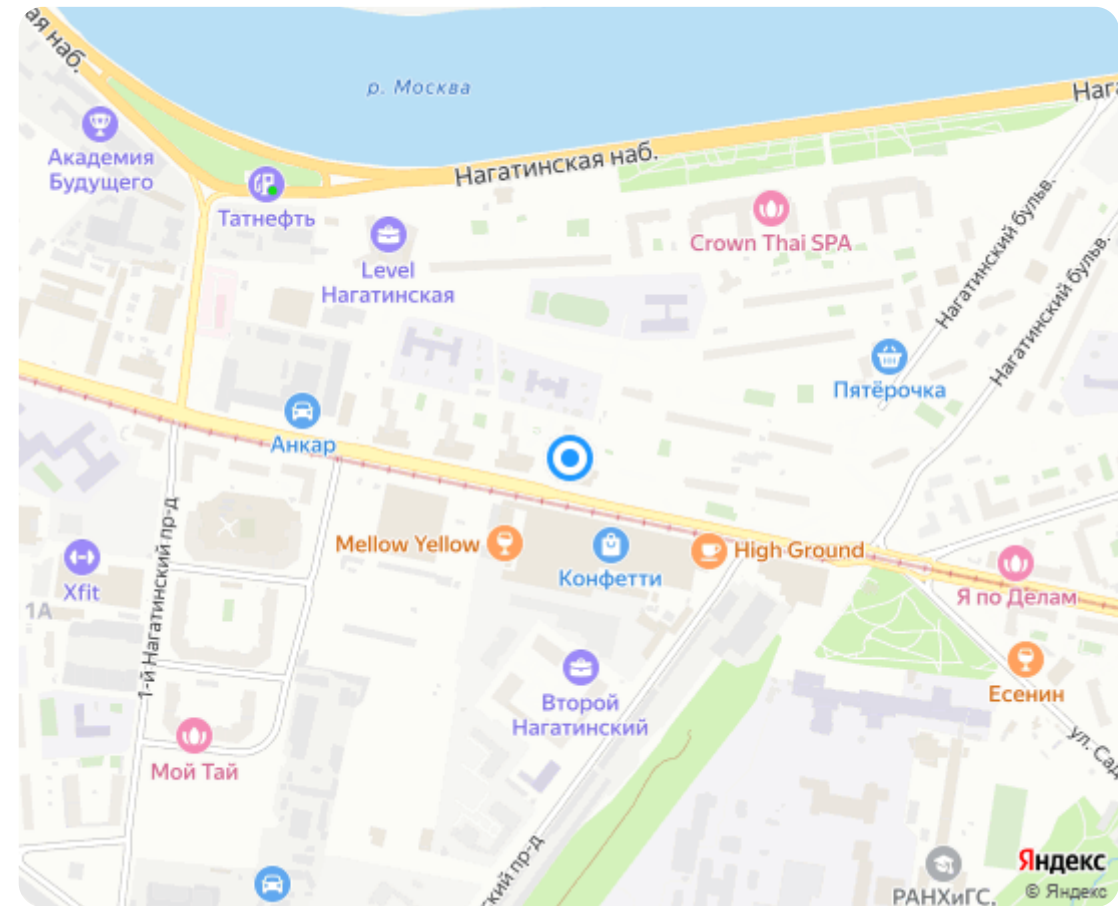 ая наб.
р. Москва
Нага
Академия
Будущего
Нагатинская наб.
Татнефть
Crown Thai SPA
Level
Нагатинская
Нагатинский бульв.
Нагатинский бульв.
Пятёрочка
Анкар
Mellow Yellow
High Ground
Конфетти
Xfit
1А
1-й Нагатинский пр-д
Я по Делам
Есенин
Второй
Нагатинский
ул. Сад
Мой Тай
ский пр-д
РАНХиГС,
Яндекс
© Яндекс